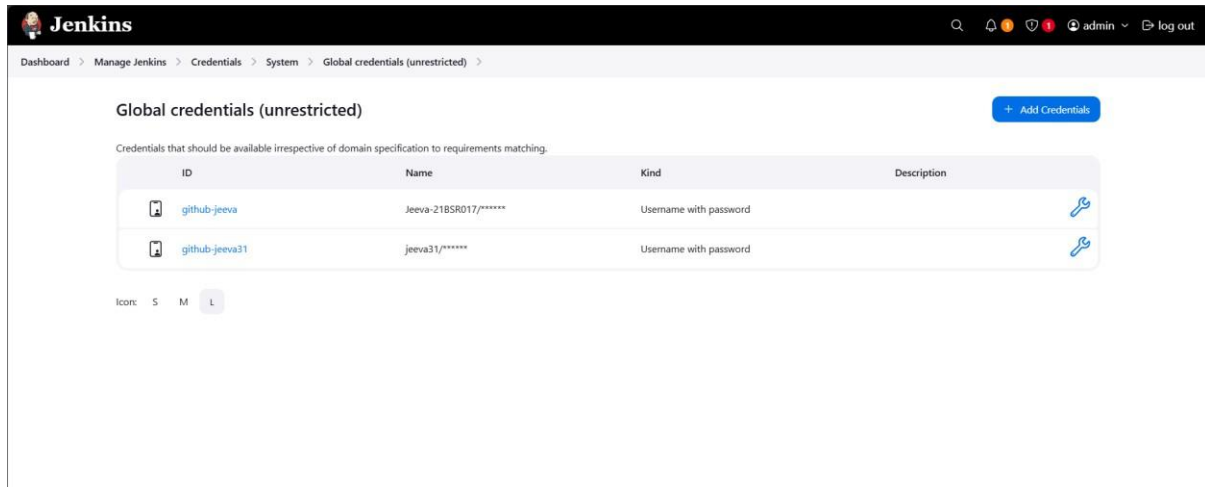 Jenkins 1 1 admin log out
Dashboard > Manage Jenkins > Credentials > System > Global credentials (unrestricted) >
Global credentials (unrestricted) + Add Credentials
Credentials that should be available irrespective of domain specification to requirements matching.
ID Name Kind Description
github-jeeva Jeeva-21BSR017/****** Username with password
github-jeeva31 jeeva31/****** Username with password
Icon: S M L